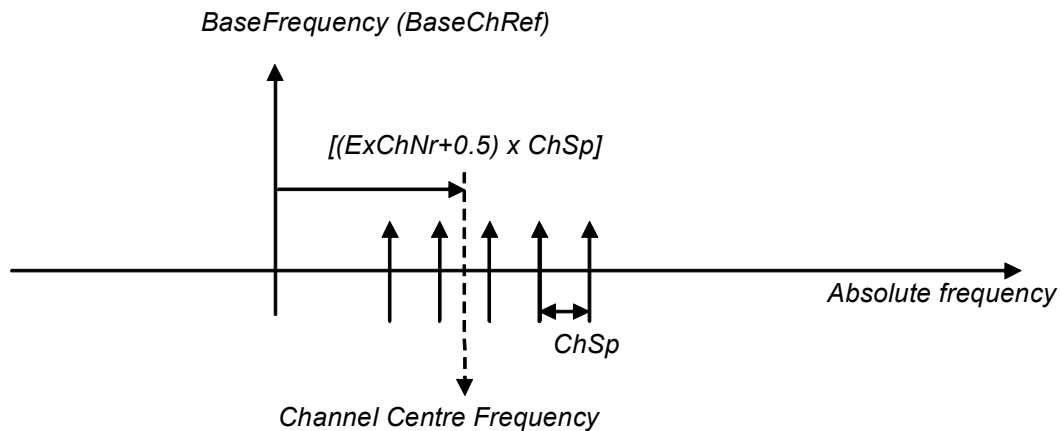 BaseFrequency (BaseChRef)
[(ExChNr+0.5) x ChSp]
Absolute frequency
ChSp
Channel Centre Frequency